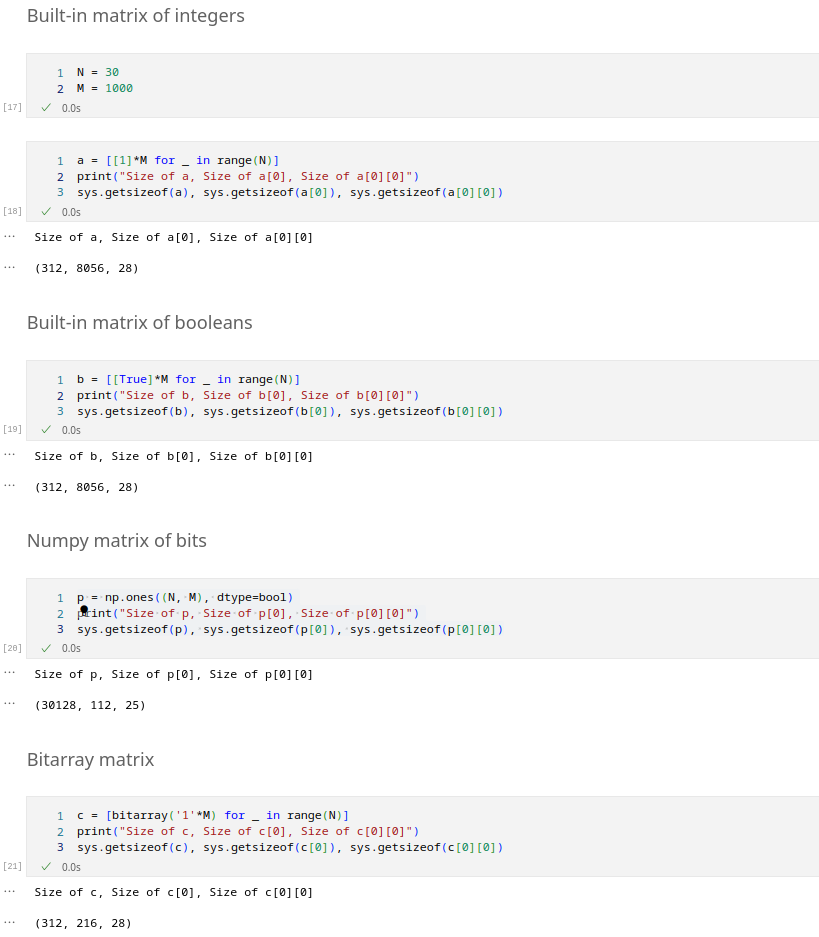 Built-in matrix of integers
1 N = 30
2 M = 1000
[17] ✓ 0.0s
1 a = [[1]*M for _ in range(N)]
2 print("Size of a, Size of a[0], Size of a[0][0]")
3 sys.getsizeof(a), sys.getsizeof(a[0]), sys.getsizeof(a[0][0])
[18] ✓ 0.0s
... Size of a, Size of a[0], Size of a[0][0]
... (312, 8056, 28)
Built-in matrix of booleans
1 b = [[True]*M for _ in range(N)]
2 print("Size of b, Size of b[0], Size of b[0][0]")
3 sys.getsizeof(b), sys.getsizeof(b[0]), sys.getsizeof(b[0][0])
[19] ✓ 0.0s
... Size of b, Size of b[0], Size of b[0][0]
... (312, 8056, 28)
Numpy matrix of bits
1 p = np.ones((N, M), dtype=bool)
2 print("Size of p, Size of p[0], Size of p[0][0]")
3 sys.getsizeof(p), sys.getsizeof(p[0]), sys.getsizeof(p[0][0])
[20] ✓ 0.0s
... Size of p, Size of p[0], Size of p[0][0]
... (30128, 112, 25)
Bitarray matrix
1 c = [bitarray('1'*M) for _ in range(N)]
2 print("Size of c, Size of c[0], Size of c[0][0]")
3 sys.getsizeof(c), sys.getsizeof(c[0]), sys.getsizeof(c[0][0])
[21] ✓ 0.0s
... Size of c, Size of c[0], Size of c[0][0]
... (312, 216, 28)